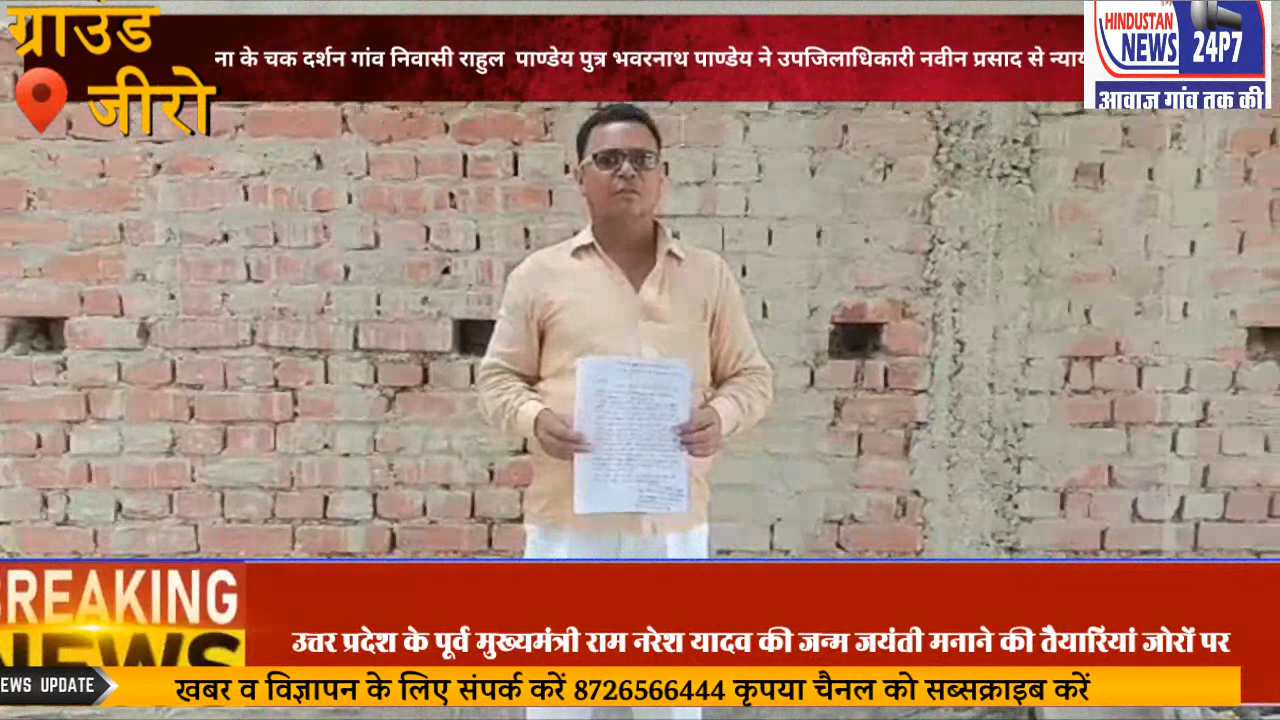 ग्राउंड
जीरो
ना के चक दर्शन गांव निवासी राहुल पाण्डेय पुत्र भवरनाथ पाण्डेय ने उपजिलाधिकारी नवीन प्रसाद से न्याय
HINDUSTAN
NEWS 24P7
आवाज गांव तक की
BREAKING
NEWS
उत्तर प्रदेश के पूर्व मुख्यमंत्री राम नरेश यादव की जन्म जयंती मनाने की तैयारियां जोरों पर
EWS UPDATE
खबर व विज्ञापन के लिए संपर्क करें 8726566444 कृपया चैनल को सब्सक्राइब करें